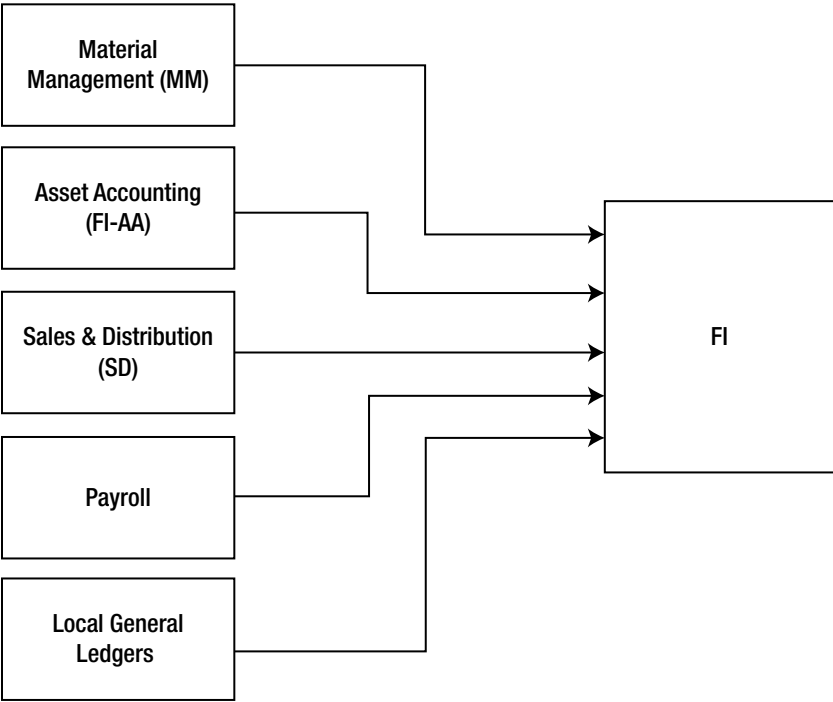 Material
Management (MM)
Asset Accounting
(FI-AA)
Sales & Distribution
(SD)
FI
Payroll
Local General
Ledgers